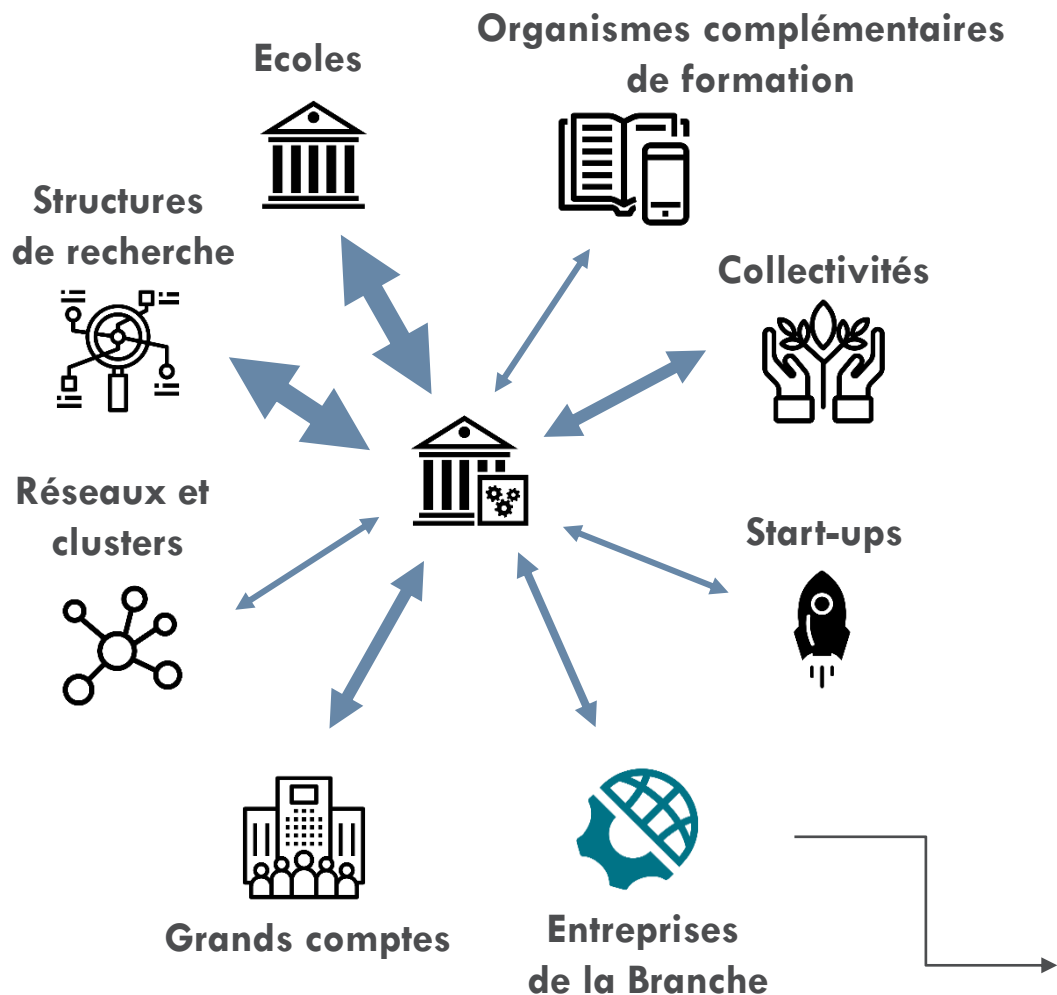 Organismes complémentaires
de formation
Ecoles
Structures
de recherche
Collectivités
Réseaux et
clusters
Start-ups
Grands comptes
Entreprises
de la Branche